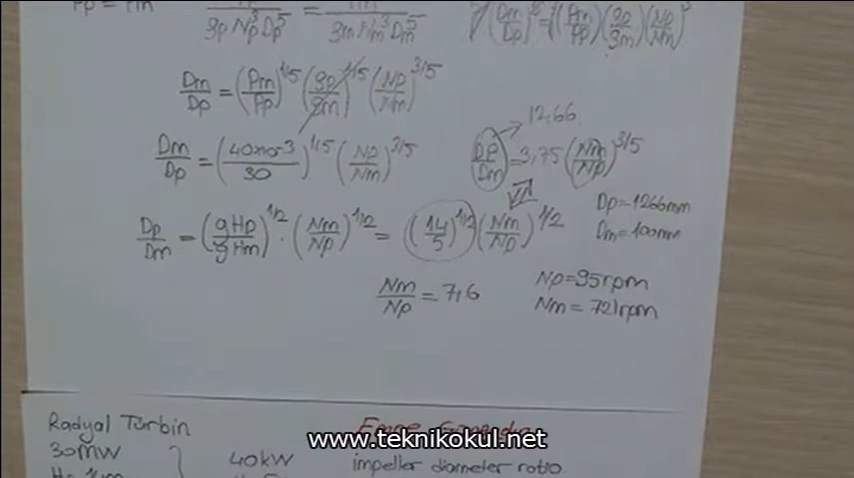 Dm/Dp = (Pm/Pp)^1/5 (ρp/ρm)^1/5 (Np/Nm)^3/5
12,66
Dm/Dp = (40x10^-3/30)^1/5 (Np/Nm)^3/5
Dp/Dm = 3,75 (Nm/Np)^3/5
Dp/Dm = (gHp/gHm)^1/2 . (Nm/Np)^1/2 = (14/5)^1/2 (Nm/Np)^1/2
Dp = 1266mm
Dm = 100mm
Nm/Np = 7,6
Np = 95rpm
Nm = 721rpm
Radyal Türbin
30MW
40kW
impeller diameter ratio
www.teknikokul.net